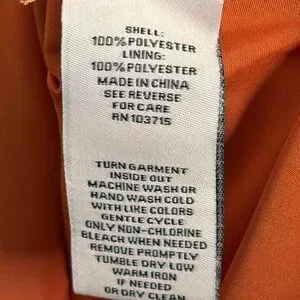 SHELL:
100% POLYESTER
LINING:
100% POLYESTER
MADE IN CHINA
SEE REVERSE
FOR CARE
RN 103715
TURN GARMENT
INSIDE OUT
MACHINE WASH OR
HAND WASH COLD
WITH LIKE COLORS
GENTLE CYCLE
ONLY NON-CHLORINE
BLEACH WHEN NEEDED
REMOVE PROMPTLY
TUMBLE DRY LOW
WARM IRON
IF NEEDED
OR DRY CLEAN